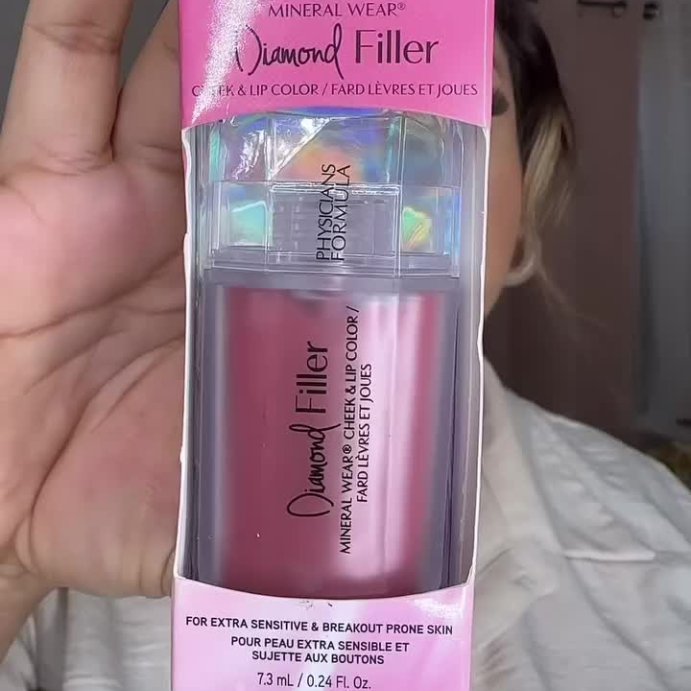 MINERAL WEAR®
Diamond Filler
CHEEK & LIP COLOR / FARD LÈVRES ET JOUES
PHYSICIANS
FORMULA
Diamond Filler
MINERAL WEAR® CHEEK & LIP COLOR /
FARD LÈVRES ET JOUES
FOR EXTRA SENSITIVE & BREAKOUT PRONE SKIN
POUR PEAU EXTRA SENSIBLE ET
SUJETTE AUX BOUTONS
7.3 mL / 0.24 Fl. Oz.